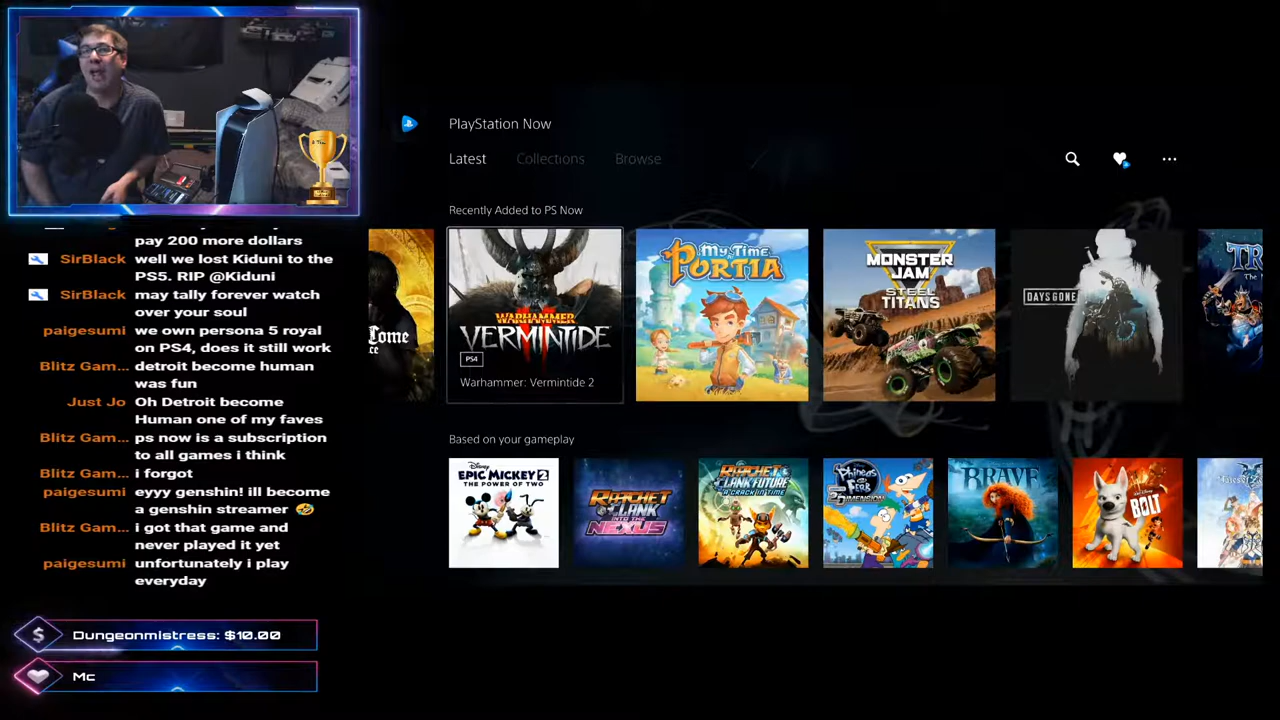 PlayStation Now
Latest Collections Browse
Recently Added to PS Now
WARHAMMER
VERMINTIDE
PS4
Warhammer: Vermintide 2
My Time
at
PORTIA
MONSTER
JAM
STEEL
TITANS
DAYS GONE
Based on your gameplay
Disney
EPIC MICKEY 2
THE POWER OF TWO
RATCHET
CLANK
INTO THE
NEXUS
RATCHET
CLANK FUTURE
A CRACK IN TIME
PHINEAS
AND FERB
2ND DIMENSION
BRAVE
BOLT
pay 200 more dollars
SirBlack well we lost Kiduni to the
PS5. RIP @Kiduni
SirBlack may tally forever watch
over your soul
paigesumi we own persona 5 royal
on PS4, does it still work
Blitz Gam... detroit become human
was fun
Just Jo Oh Detroit become
Human one of my faves
Blitz Gam... ps now is a subscription
to all games i think
Blitz Gam... i forgot
paigesumi eyyy genshin! ill become
a genshin streamer 🤣
Blitz Gam... i got that game and
never played it yet
paigesumi unfortunately i play
everyday
$ Dungeonmistress: $10.00
Mc